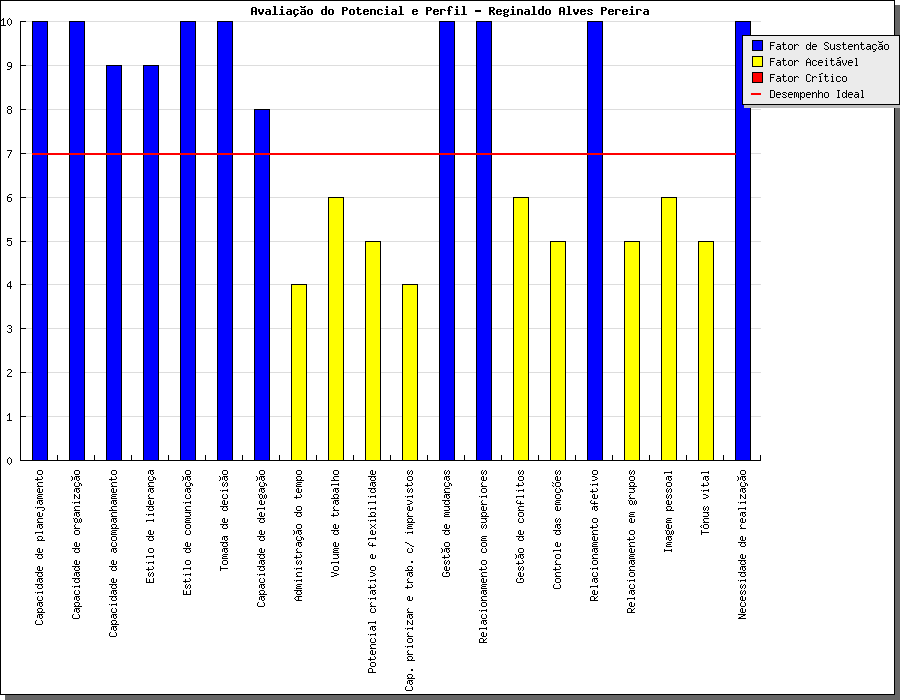 Avaliação do Potencial e Perfil - Reginaldo Alves Pereira
10
9
8
7
6
5
4
3
2
1
0
Fator de Sustentação
Fator Aceitável
Fator Crítico
Desempenho Ideal
Capacidade de planejamento
Capacidade de organização
Capacidade de acompanhamento
Estilo de liderança
Estilo de comunicação
Tomada de decisão
Capacidade de delegação
Administração do tempo
Volume de trabalho
Potencial criativo e flexibilidade
Cap. priorizar e trab. c/ imprevistos
Gestão de mudanças
Relacionamento com superiores
Gestão de conflitos
Controle das emoções
Relacionamento afetivo
Relacionamento em grupos
Imagem pessoal
Tônus vital
Necessidade de realização